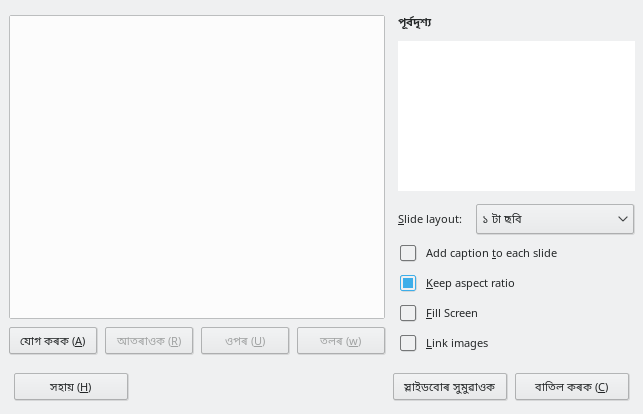 পূৰ্বদৃশ্য
Slide layout:
১ টা ছবি
Add caption to each slide
Keep aspect ratio
Fill Screen
Link images
যোগ কৰক (A)
আতৰাওক (R)
ওপৰ (U)
তলৰ (w)
সহায় (H)
স্লাইডবোৰ সুমুৱাওক
বাতিল কৰক (C)